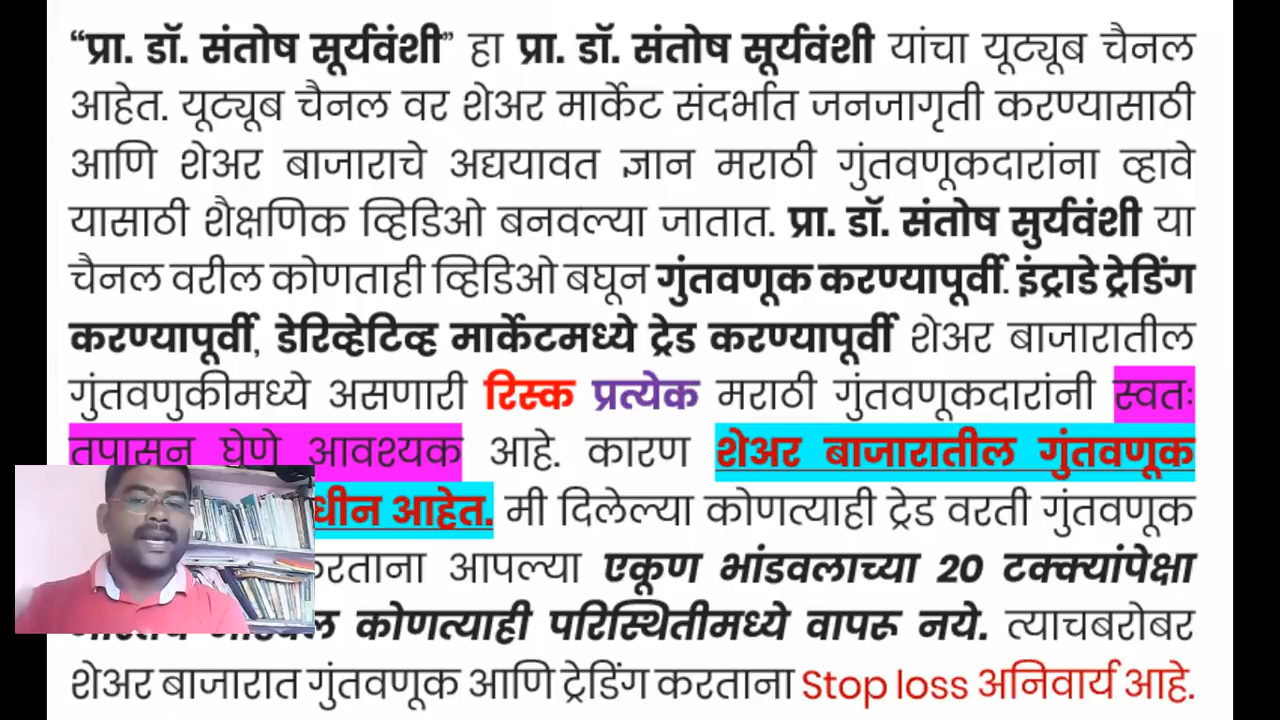 “प्रा. डॉ. संतोष सूर्यवंशी” हा प्रा. डॉ. संतोष सूर्यवंशी यांचा यूट्यूब चैनल
आहेत. यूट्यूब चैनल वर शेअर मार्केट संदर्भात जनजागृती करण्यासाठी
आणि शेअर बाजाराचे अद्ययावत ज्ञान मराठी गुंतवणूकदारांना व्हावे
यासाठी शैक्षणिक व्हिडिओ बनवल्या जातात. प्रा. डॉ. संतोष सुर्यवंशी या
चैनल वरील कोणताही व्हिडिओ बघून गुंतवणूक करण्यापूर्वी. इंट्राडे ट्रेडिंग
करण्यापूर्वी, डेरिव्हेटिव्ह मार्केटमध्ये ट्रेड करण्यापूर्वी शेअर बाजारातील
गुंतवणुकीमध्ये असणारी रिस्क प्रत्येक मराठी गुंतवणूकदारांनी स्वतः
तपासून घेणे आवश्यक आहे. कारण शेअर बाजारातील गुंतवणूक
धीन आहेत. मी दिलेल्या कोणत्याही ट्रेड वरती गुंतवणूक
करताना आपल्या एकूण भांडवलाच्या 20 टक्क्यांपेक्षा
कोणत्याही परिस्थितीमध्ये वापरू नये. त्याचबरोबर
शेअर बाजारात गुंतवणूक आणि ट्रेडिंग करताना Stop loss अनिवार्य आहे.